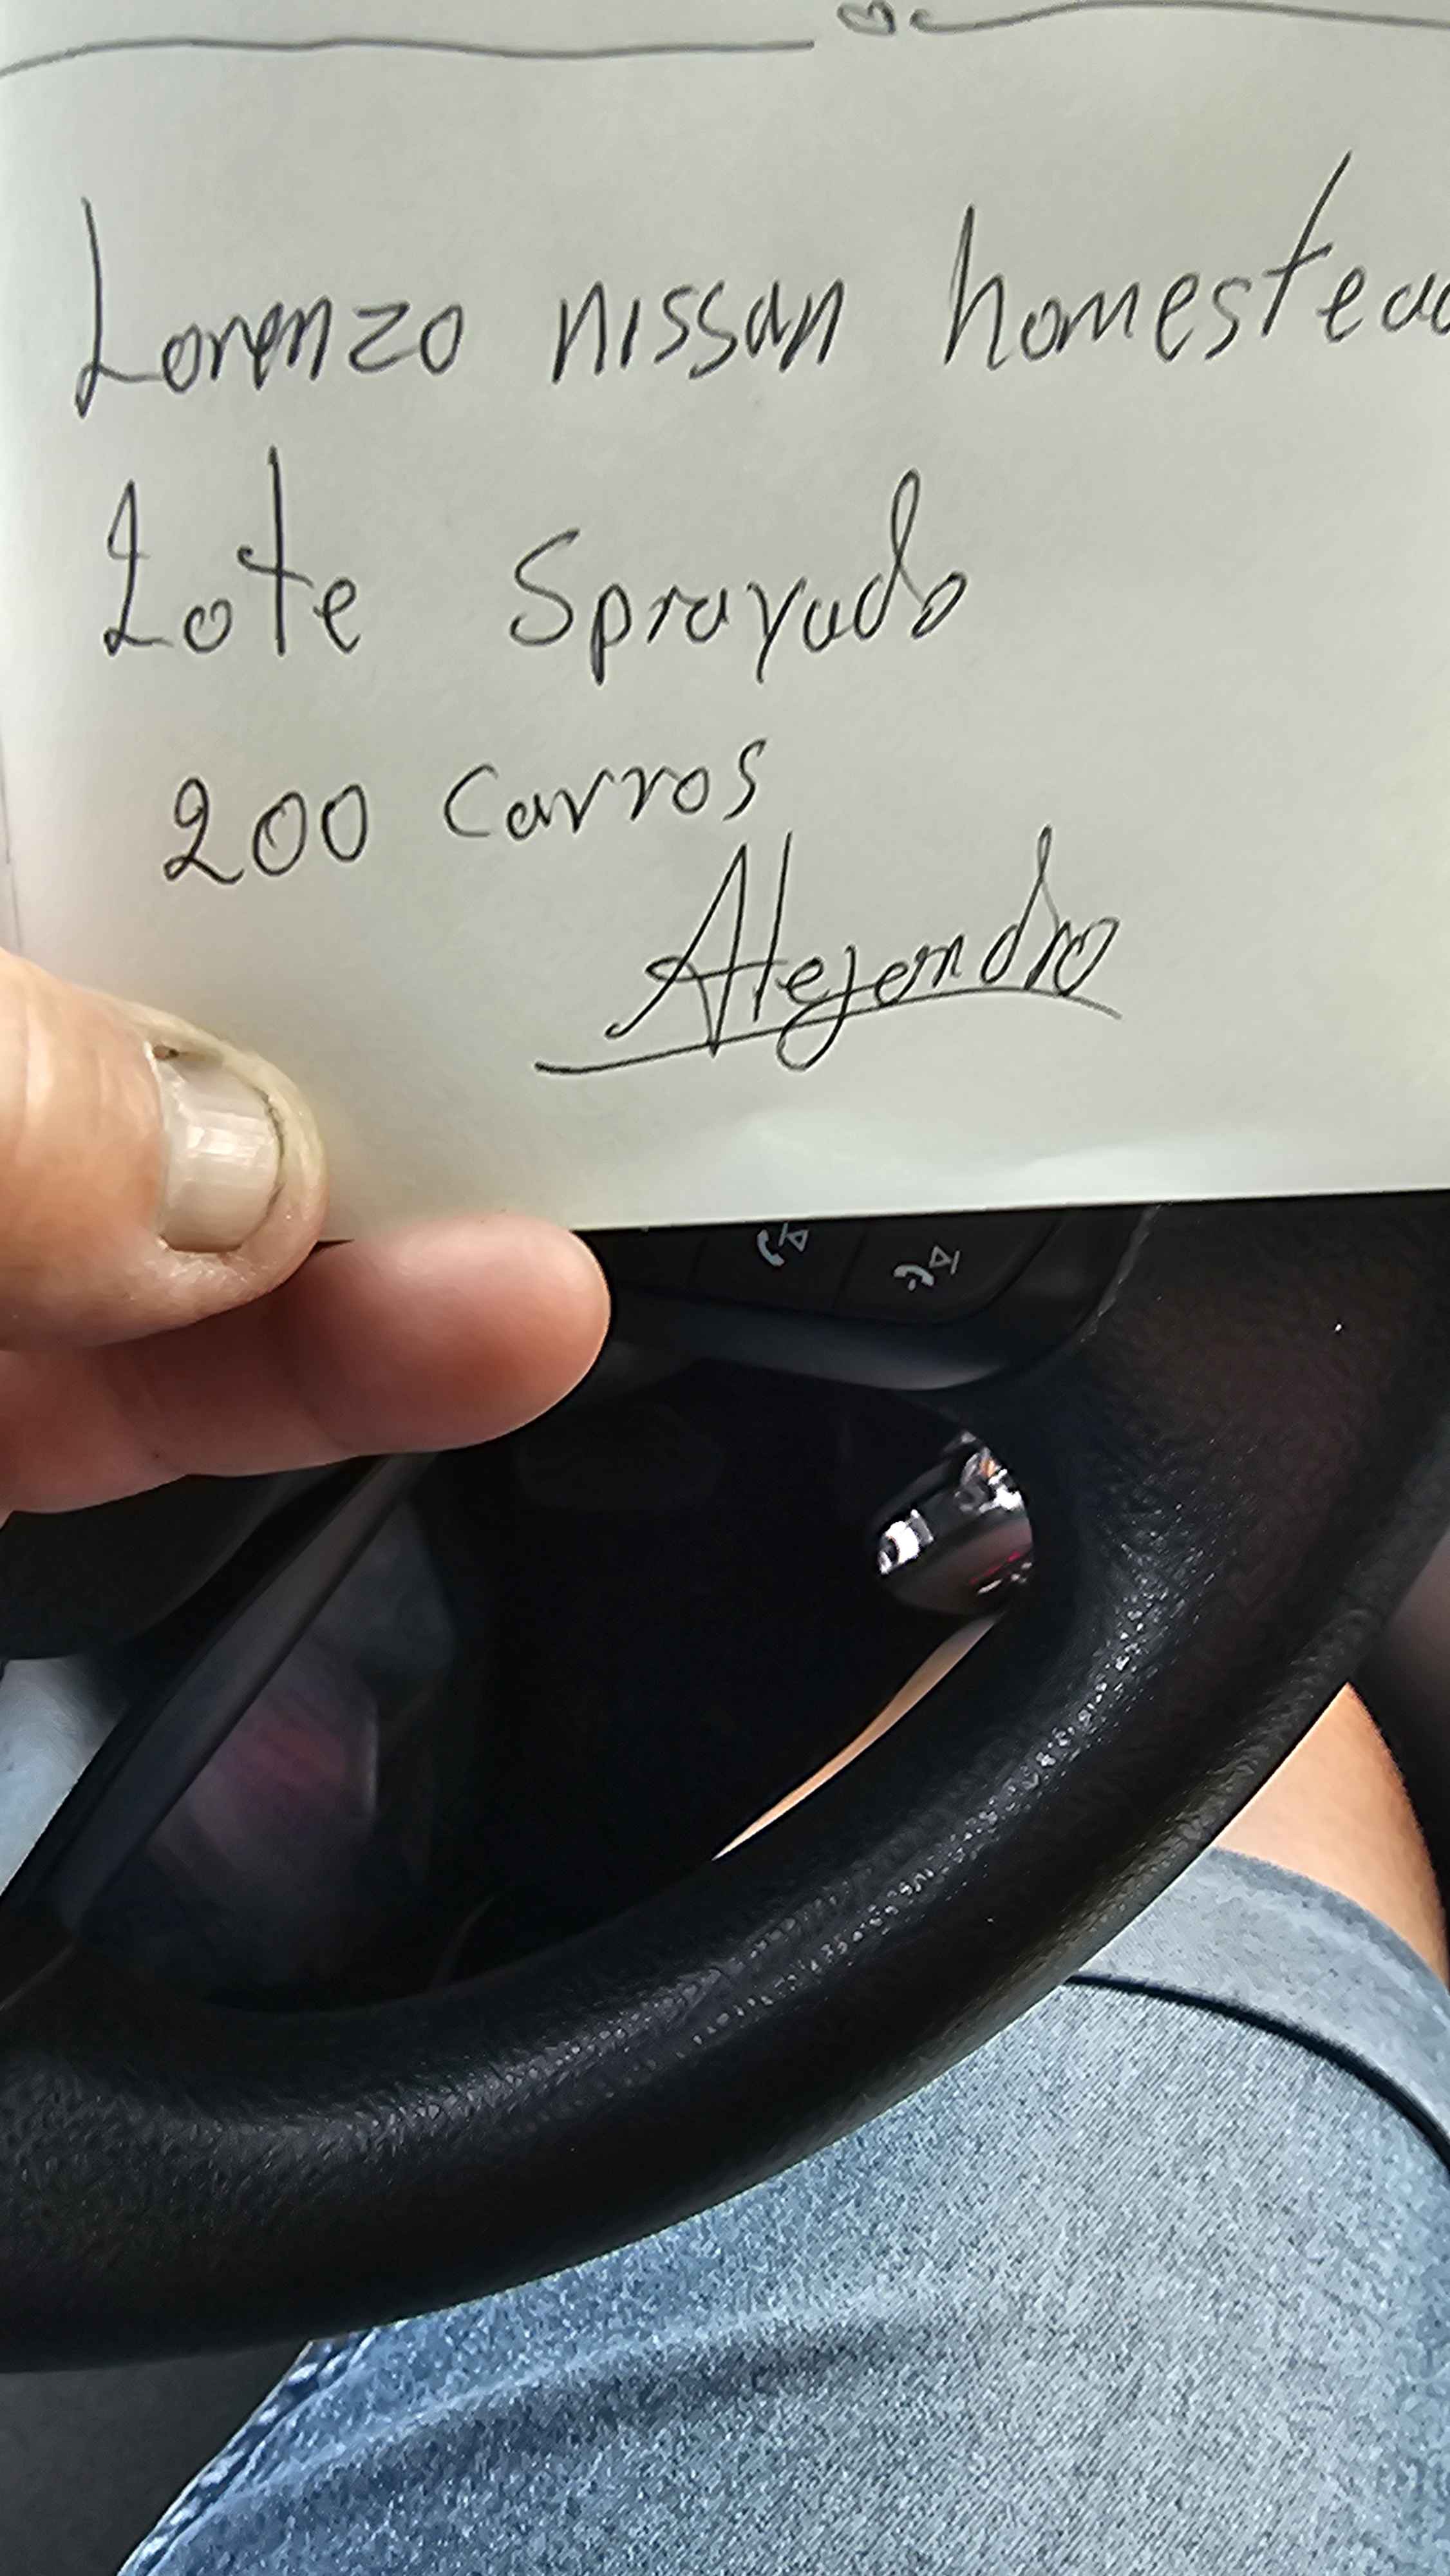 Lorenzo nissan homestead
Lote Sprayado
200 Carros
Alejandro